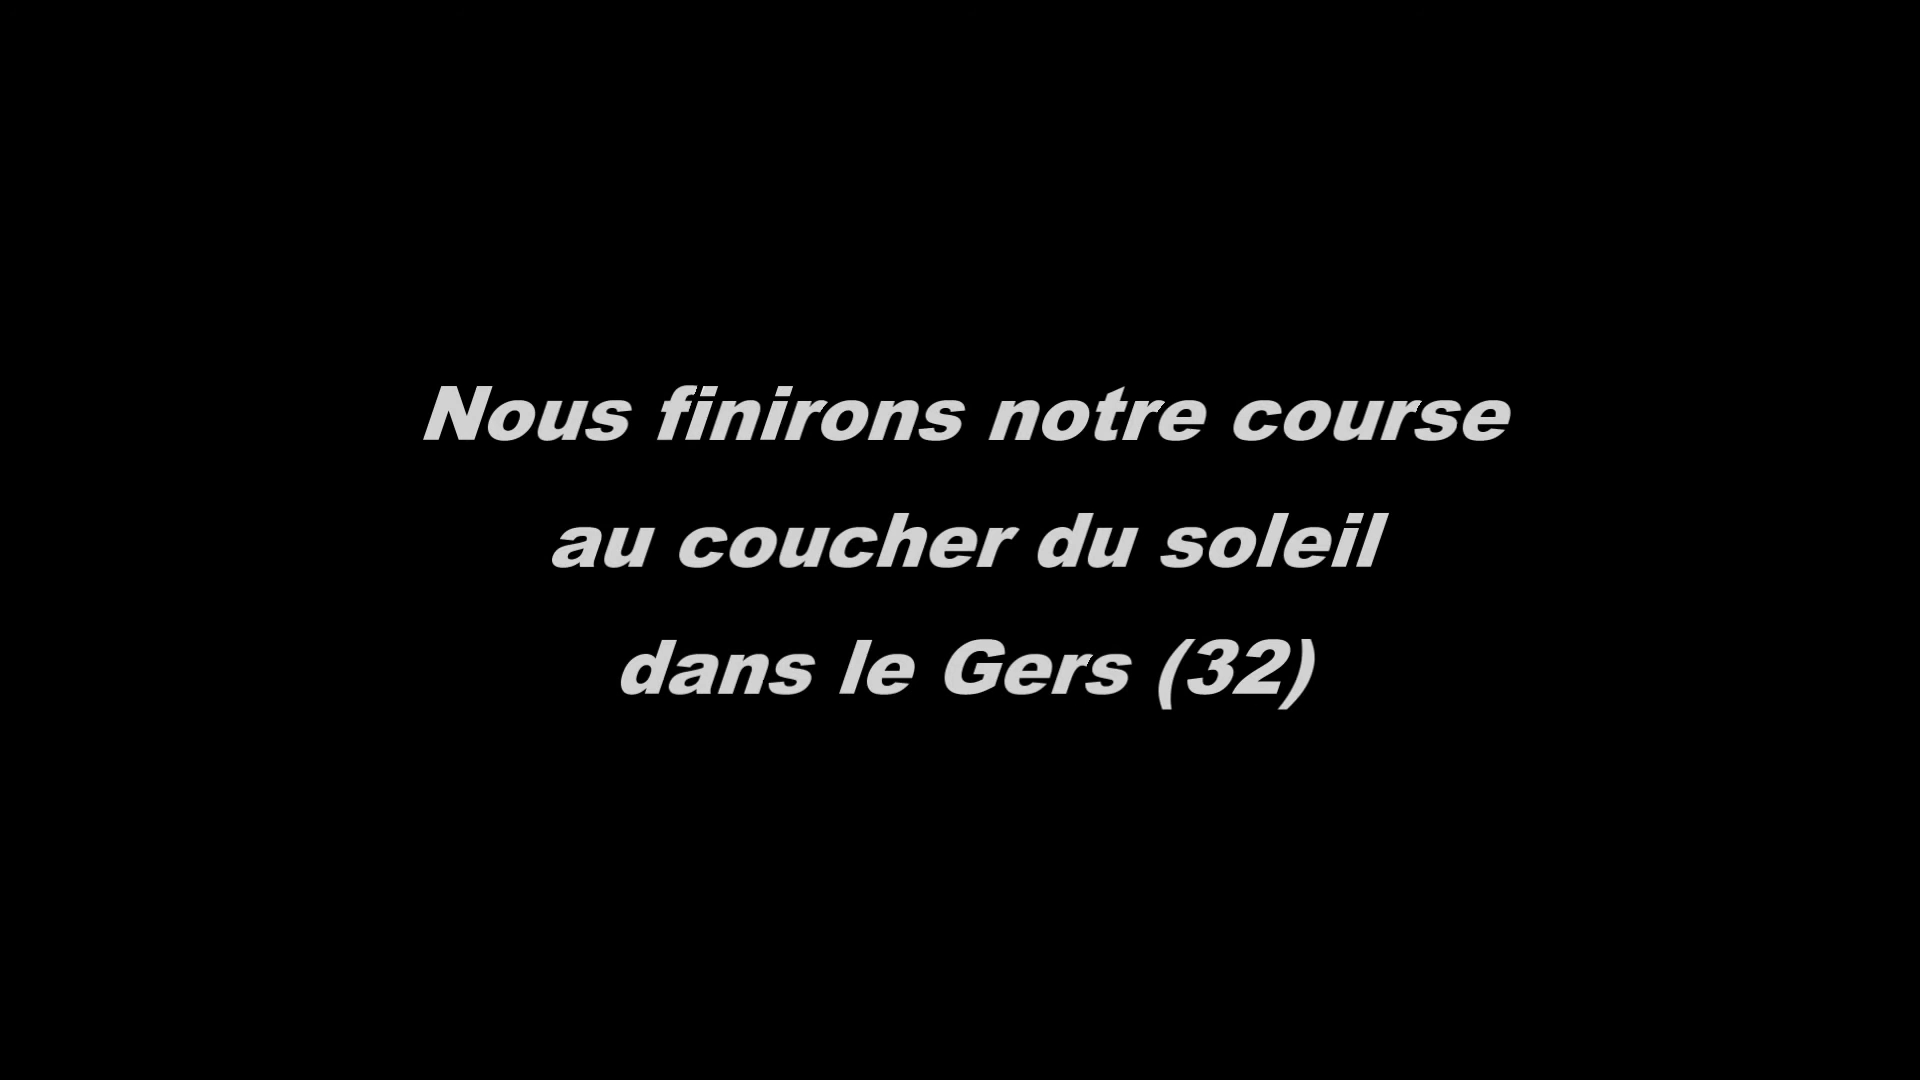 Nous finirons notre course
au coucher du soleil
dans le Gers (32)